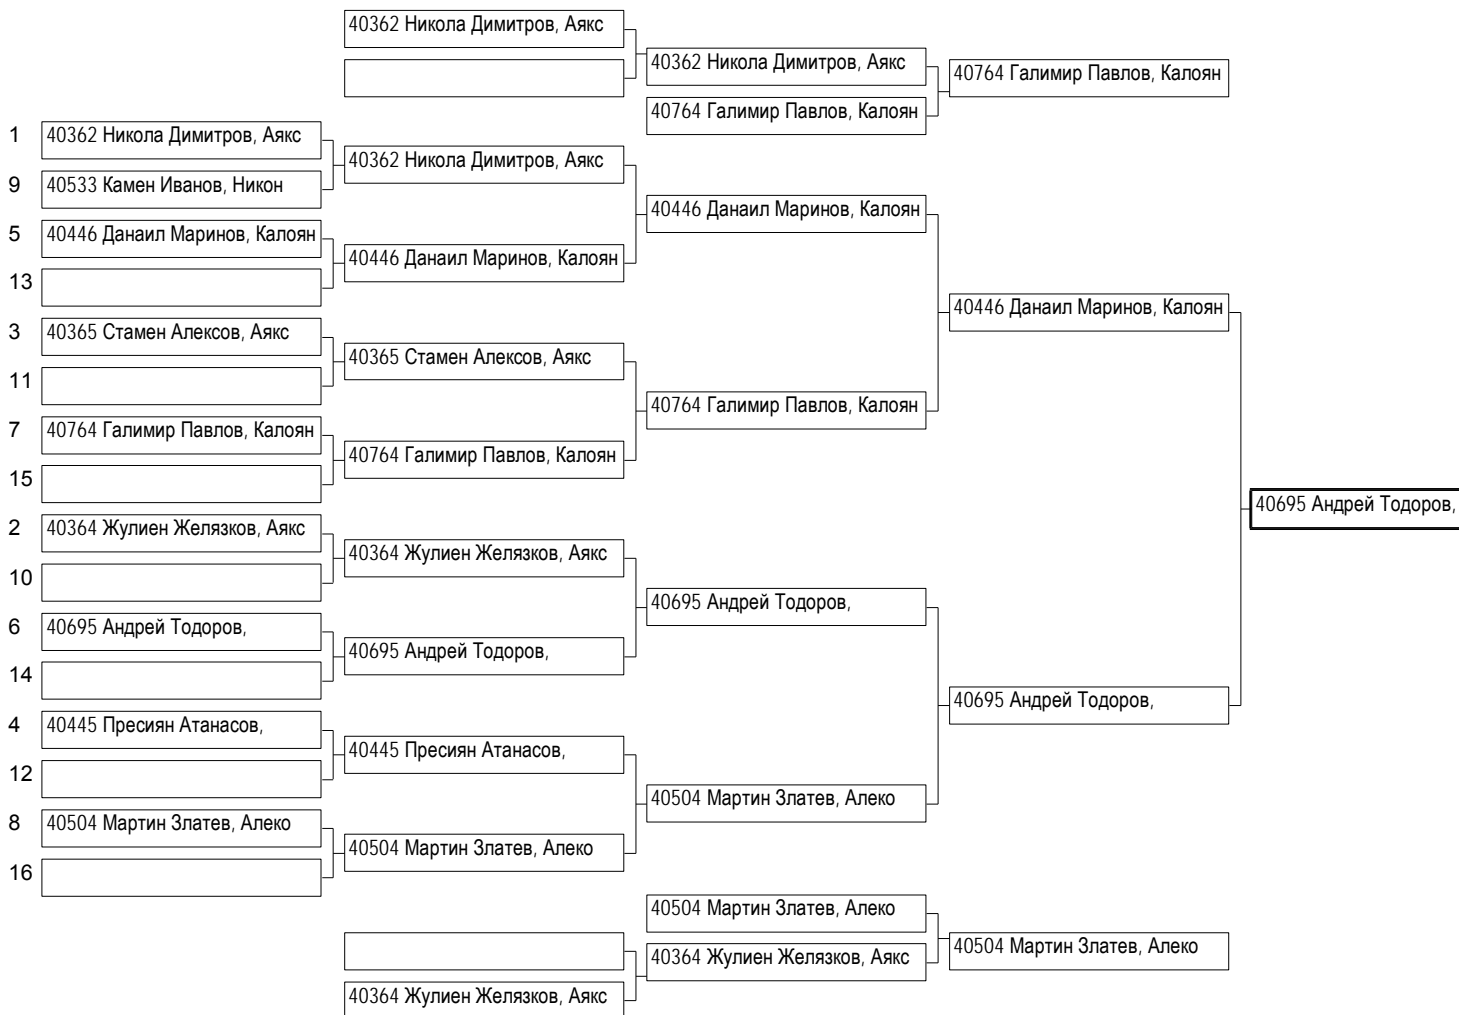 40362 Никола Димитров, Аякс
40362 Никола Димитров, Аякс
40764 Галимир Павлов, Калоян
40764 Галимир Павлов, Калоян
1 40362 Никола Димитров, Аякс
40362 Никола Димитров, Аякс
9 40533 Камен Иванов, Никон
40446 Данаил Маринов, Калоян
5 40446 Данаил Маринов, Калоян
40446 Данаил Маринов, Калоян
13
40446 Данаил Маринов, Калоян
3 40365 Стамен Алексов, Аякс
40365 Стамен Алексов, Аякс
11
40764 Галимир Павлов, Калоян
7 40764 Галимир Павлов, Калоян
40764 Галимир Павлов, Калоян
15
40695 Андрей Тодоров,
2 40364 Жулиен Желязков, Аякс
40364 Жулиен Желязков, Аякс
10
40695 Андрей Тодоров,
6 40695 Андрей Тодоров,
40695 Андрей Тодоров,
14
40695 Андрей Тодоров,
4 40445 Пресиян Атанасов,
40445 Пресиян Атанасов,
12
40504 Мартин Златев, Алеко
8 40504 Мартин Златев, Алеко
40504 Мартин Златев, Алеко
16
40504 Мартин Златев, Алеко
40504 Мартин Златев, Алеко
40364 Жулиен Желязков, Аякс
40364 Жулиен Желязков, Аякс